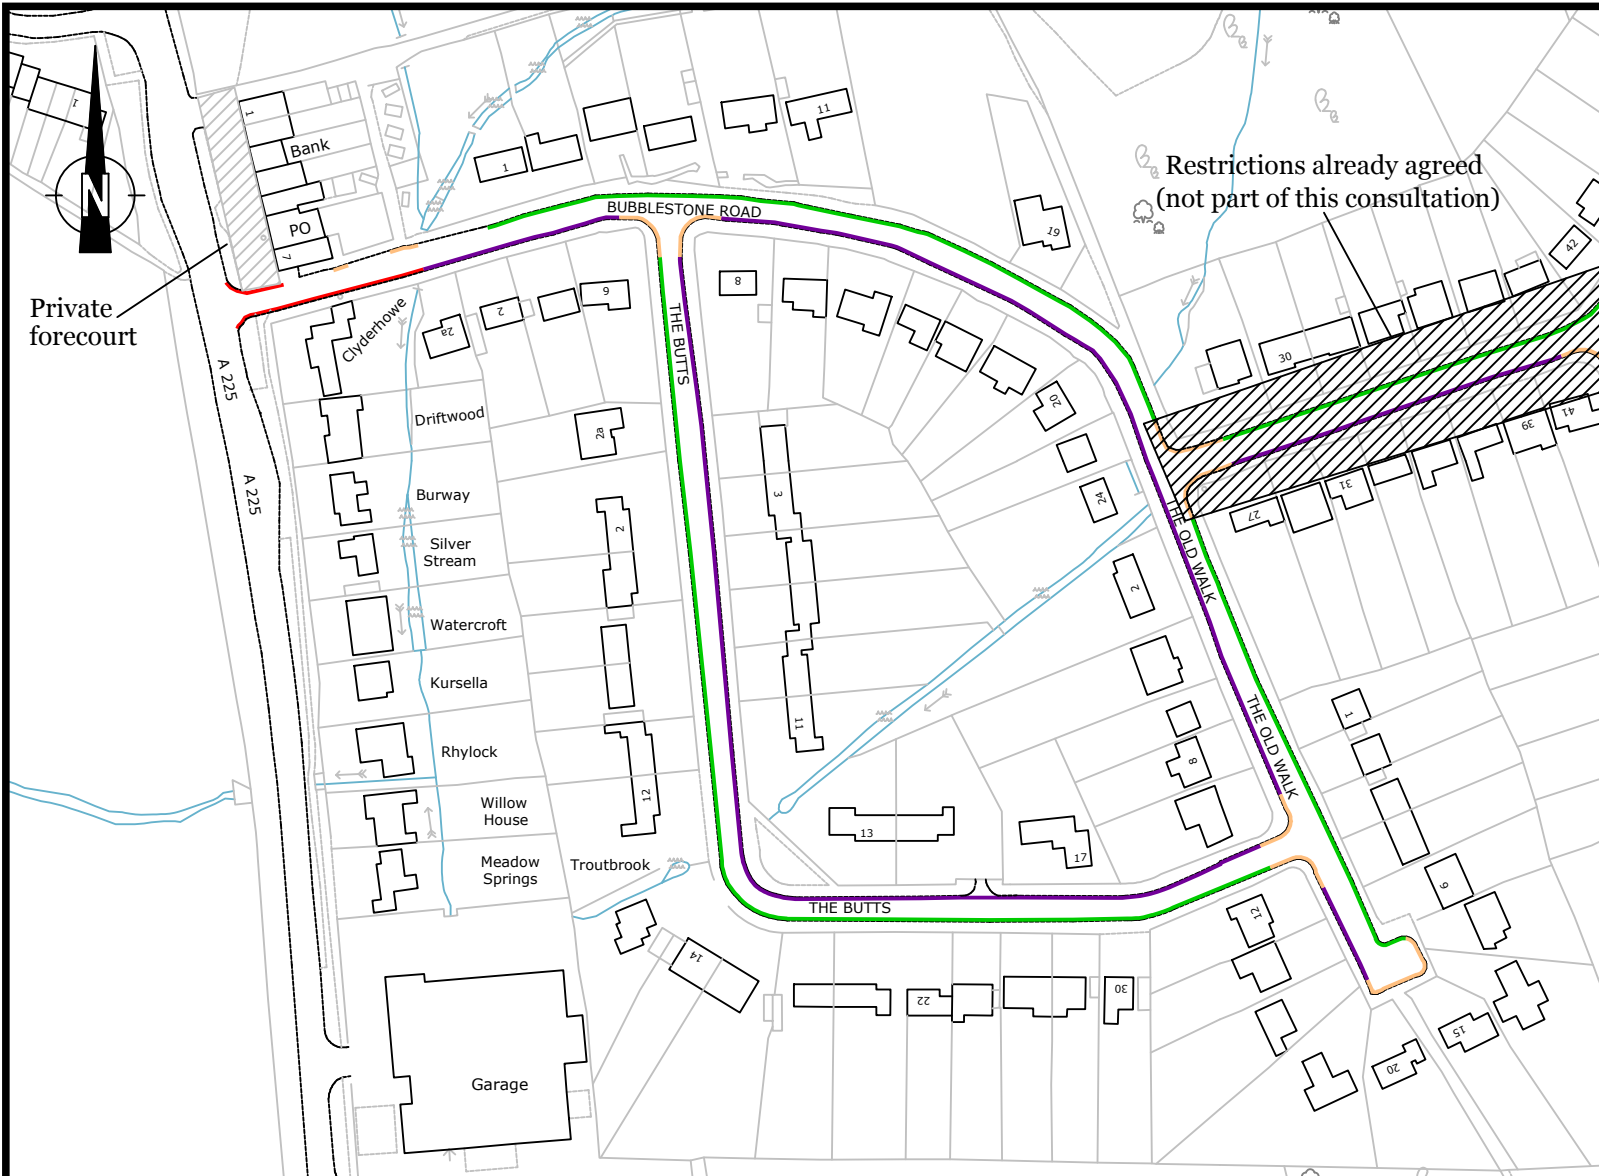 1
1
Bank
PO
7
N
Private
forecourt
1
11
BUBBLESTONE ROAD
19
Restrictions already agreed
(not part of this consultation)
42
30
41
39
31
27
Clyderhowe
2a
2
6
8
THE BUTTS
20
24
A 225
A 225
Driftwood
2a
Burway
Silver
Stream
2
3
THE OLD WALK
2
Watercroft
Kursella
11
THE OLD WALK
1
Rhylock
8
Willow
House
12
13
17
Meadow
Springs
Troutbrook
THE BUTTS
12
9
14
22
30
15
20
Garage